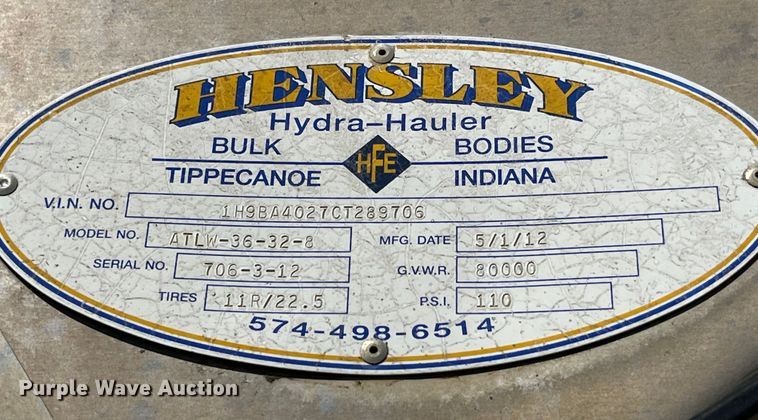 HENSLEY
Hydra-Hauler
BULK BODIES
HFE
TIPPECANOE INDIANA
V.I.N. NO. 1H9BA4027CT289706
MODEL NO. ATLW-36-32-8 MFG. DATE 5/1/12
SERIAL NO. 706-3-12 G.V.W.R. 80000
TIRES 11R/22.5 P.S.I. 110
574-498-6514
Purple Wave Auction